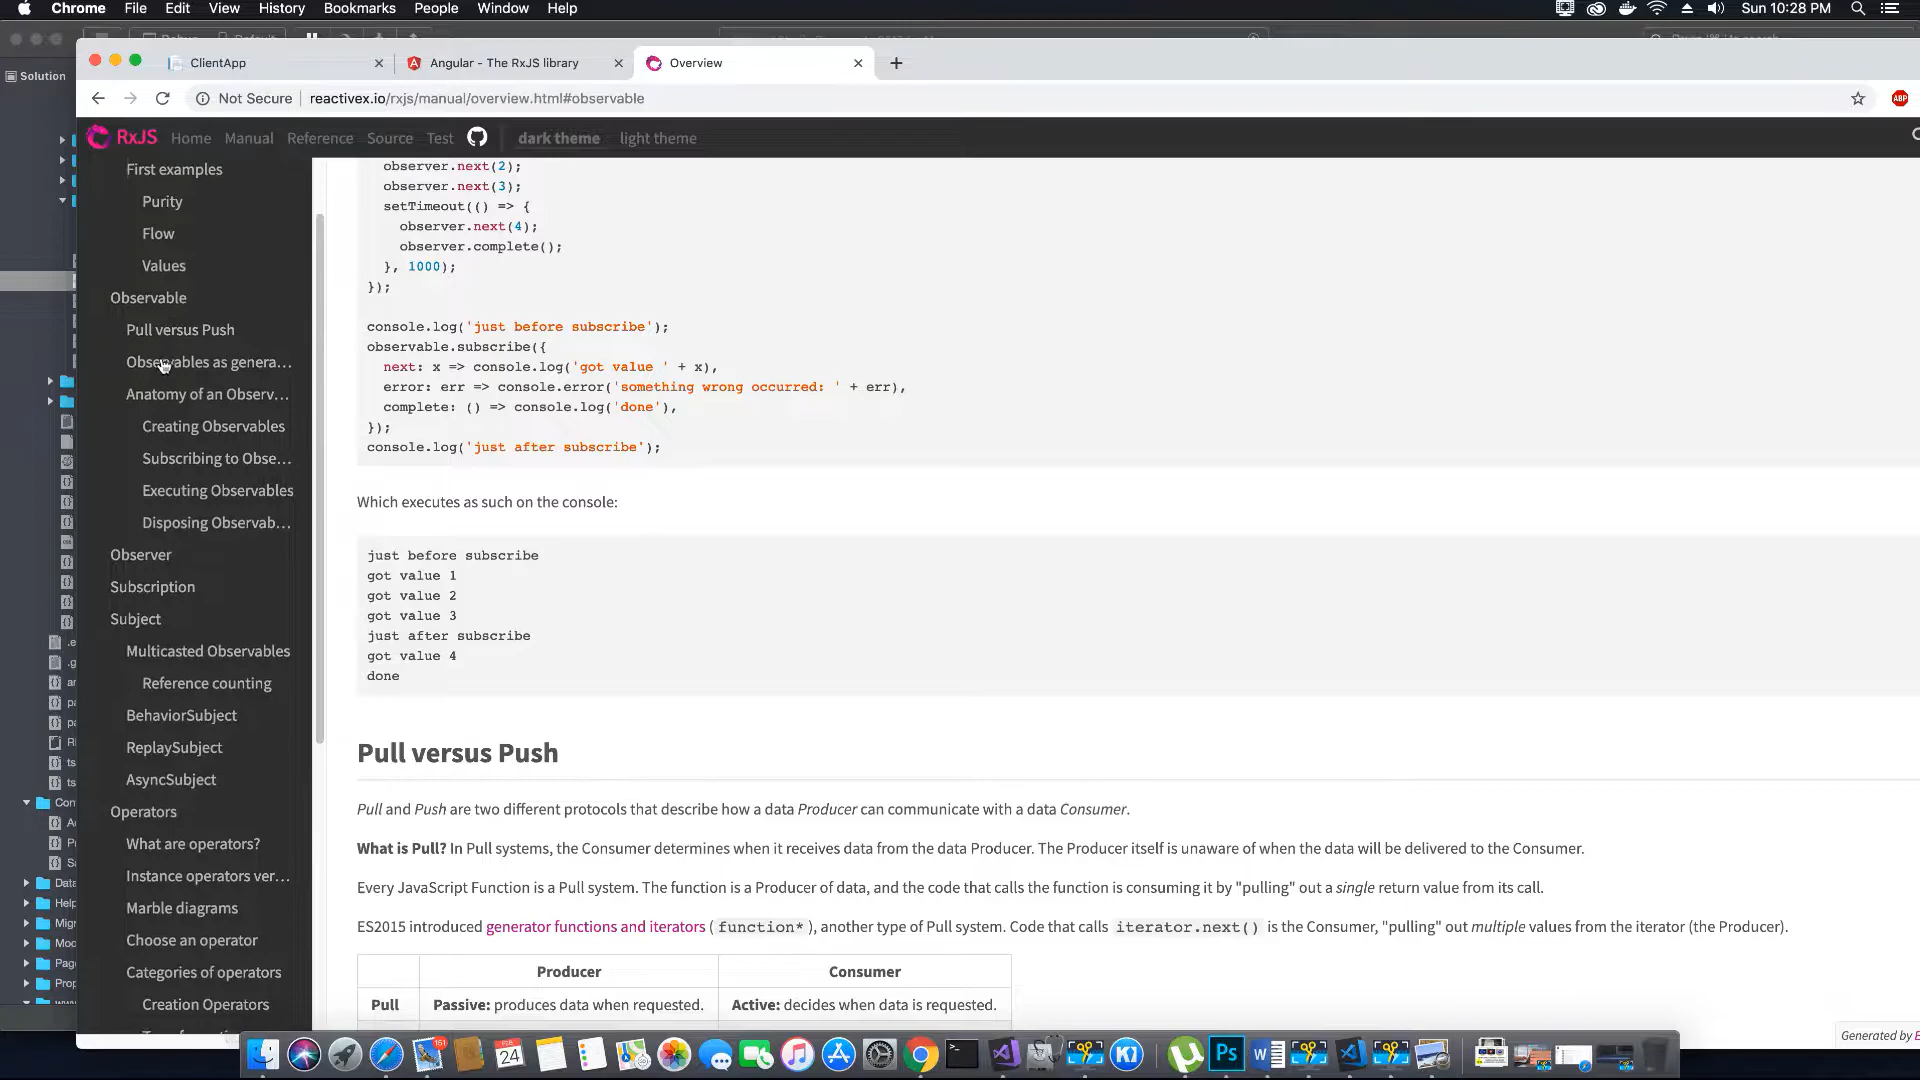 Chrome File Edit View History Bookmarks People Window Help Sun 10:28 PM
Solution
ClientApp Angular - The RxJS library Overview
Not Secure reactivex.io/rxjs/manual/overview.html#observable ABP
RxJS Home Manual Reference Source Test dark theme light theme
First examples
Purity
Flow
Values
Observable
Pull versus Push
Observables as genera…
Anatomy of an Observ…
Creating Observables
Subscribing to Obse…
Executing Observables
Disposing Observab…
Observer
Subscription
Subject
Multicasted Observables
Reference counting
BehaviorSubject
ReplaySubject
AsyncSubject
Operators
What are operators?
Instance operators ver…
Marble diagrams
Choose an operator
Categories of operators
Creation Operators
observer.next(2);
observer.next(3);
setTimeout(() => {
observer.next(4);
observer.complete();
}, 1000);
});
console.log('just before subscribe');
observable.subscribe({
next: x => console.log('got value ' + x),
error: err => console.error('something wrong occurred: ' + err),
complete: () => console.log('done'),
});
console.log('just after subscribe');
Which executes as such on the console:
just before subscribe
got value 1
got value 2
got value 3
just after subscribe
got value 4
done
Pull versus Push
Pull and Push are two different protocols that describe how a data Producer can communicate with a data Consumer.
What is Pull? In Pull systems, the Consumer determines when it receives data from the data Producer. The Producer itself is unaware of when the data will be delivered to the Consumer.
Every JavaScript Function is a Pull system. The function is a Producer of data, and the code that calls the function is consuming it by "pulling" out a single return value from its call.
ES2015 introduced generator functions and iterators (function*), another type of Pull system. Code that calls iterator.next() is the Consumer, "pulling" out multiple values from the iterator (the Producer).
Producer Consumer
Pull Passive: produces data when requested. Active: decides when data is requested.
Generated by E
Con
Data
Help
Migr
Mod
Page
Prop
151
FEB
24
Ps